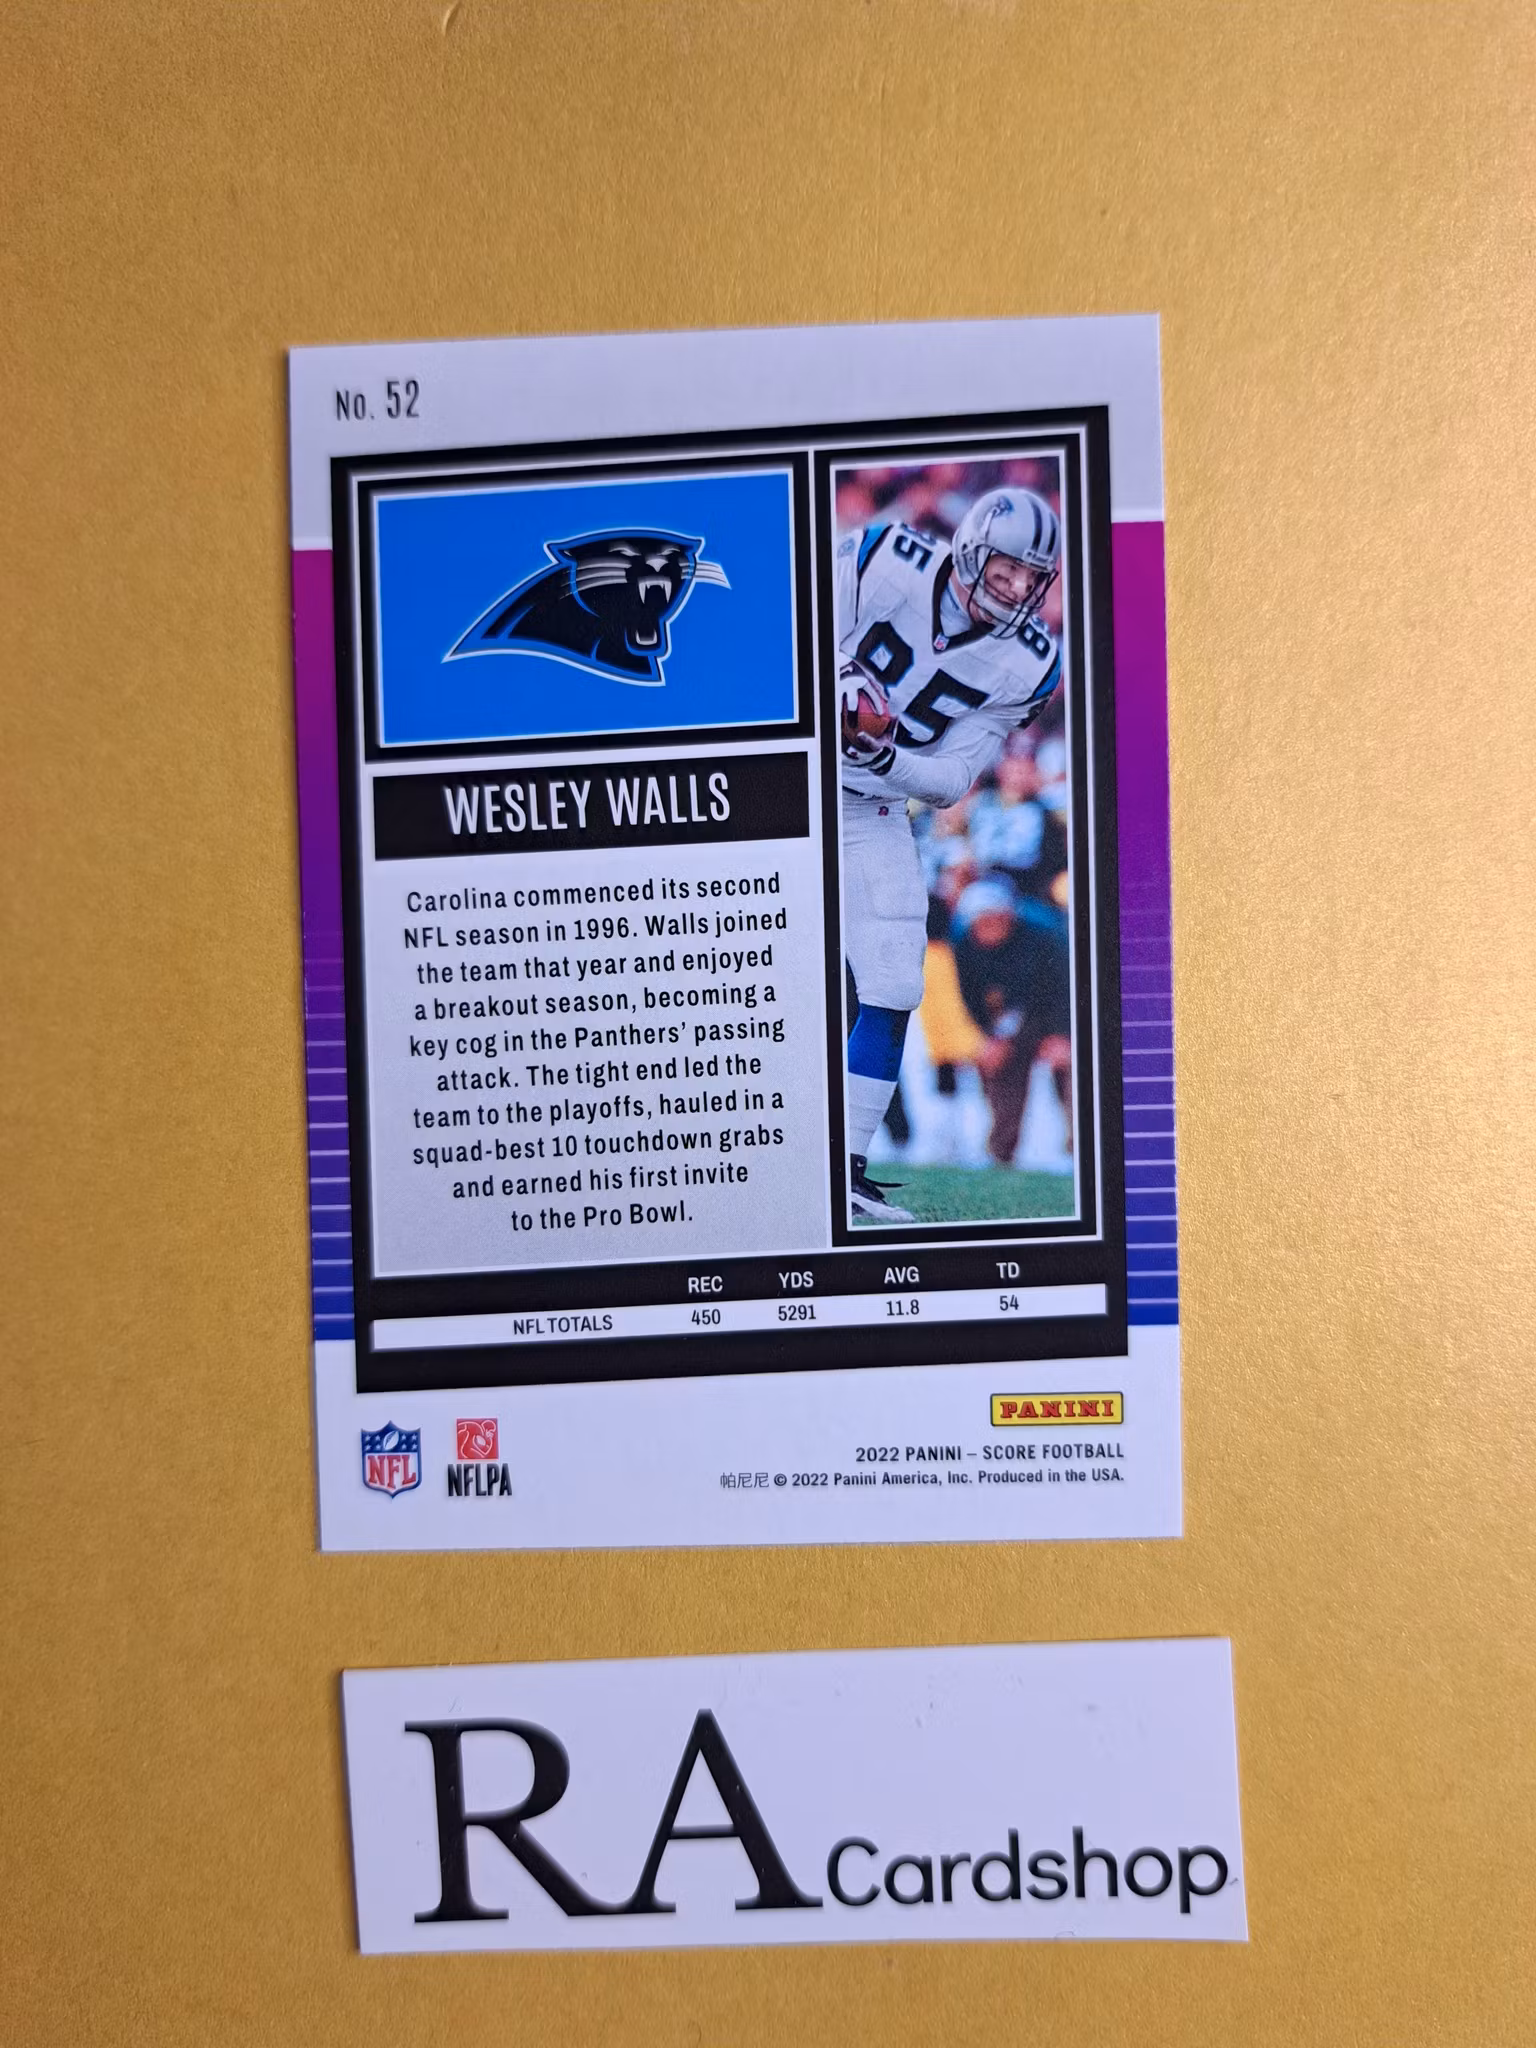 No. 52
85
85
85
WESLEY WALLS
Carolina commenced its second
NFL season in 1996. Walls joined
the team that year and enjoyed
a breakout season, becoming a
key cog in the Panthers' passing
attack. The tight end led the
team to the playoffs, hauled in a
squad-best 10 touchdown grabs
and earned his first invite
to the Pro Bowl.
REC YDS AVG TD
NFL TOTALS 450 5291 11.8 54
PANINI
NFL
NFLPA
2022 PANINI – SCORE FOOTBALL
帕尼尼 © 2022 Panini America, Inc. Produced in the USA.
RA Cardshop